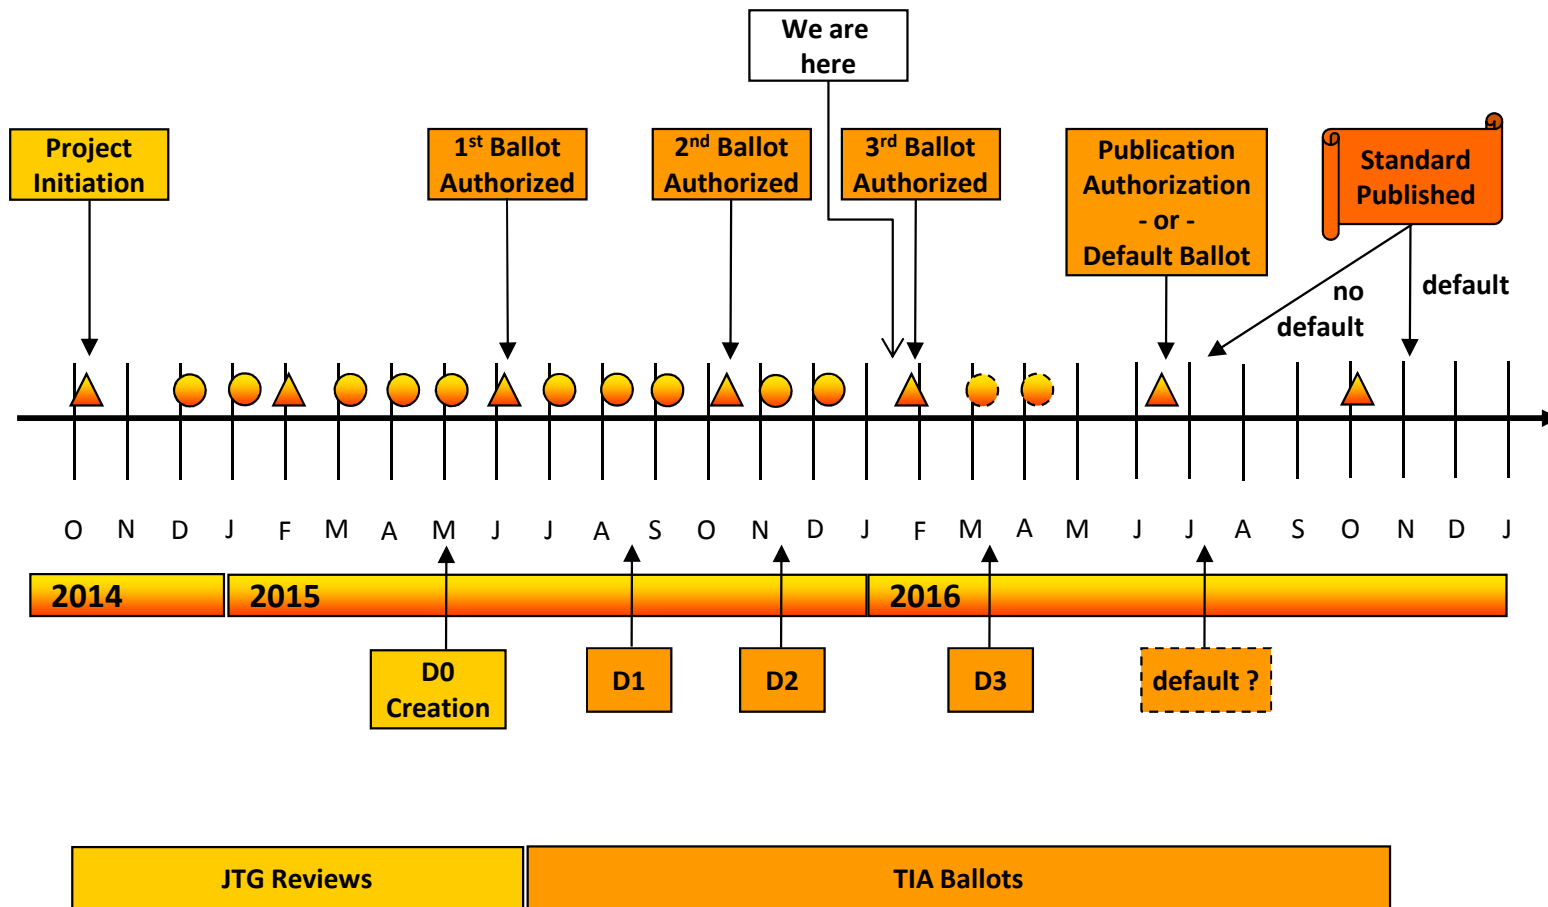 We are
here
Project
Initiation
1st Ballot
Authorized
2nd Ballot
Authorized
3rd Ballot
Authorized
Publication
Authorization
- or -
Default Ballot
Standard
Published
no
default
default
O N D J F M A M J J A S O N D J F M A M J J A S O N D J
2014 2015 2016
D0
Creation
D1
D2
D3
default ?
JTG Reviews
TIA Ballots